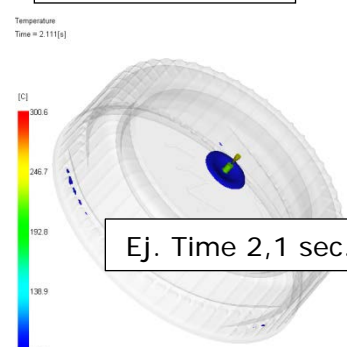 Temperature
Time = 2.111[s]
[C]
300.6
246.7
192.8
138.9
Ej. Time 2,1 sec.